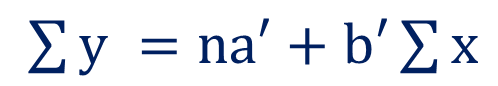 ∑ y = na′ + b′ ∑ x